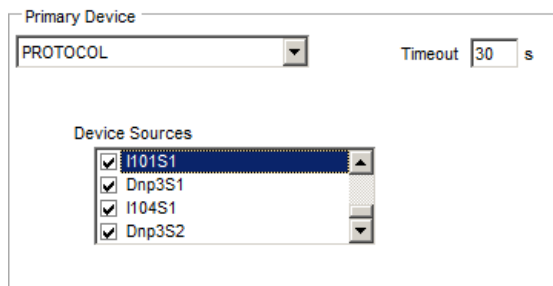 Primary Device
PROTOCOL
Timeout 30 s
Device Sources
I101S1
Dnp3S1
I104S1
Dnp3S2